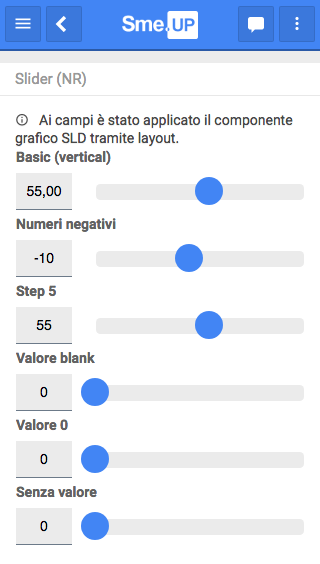 Sme.UP
Slider (NR)
Ai campi è stato applicato il componente
grafico SLD tramite layout.
Basic (vertical)
55,00
Numeri negativi
-10
Step 5
55
Valore blank
0
Valore 0
0
Senza valore
0